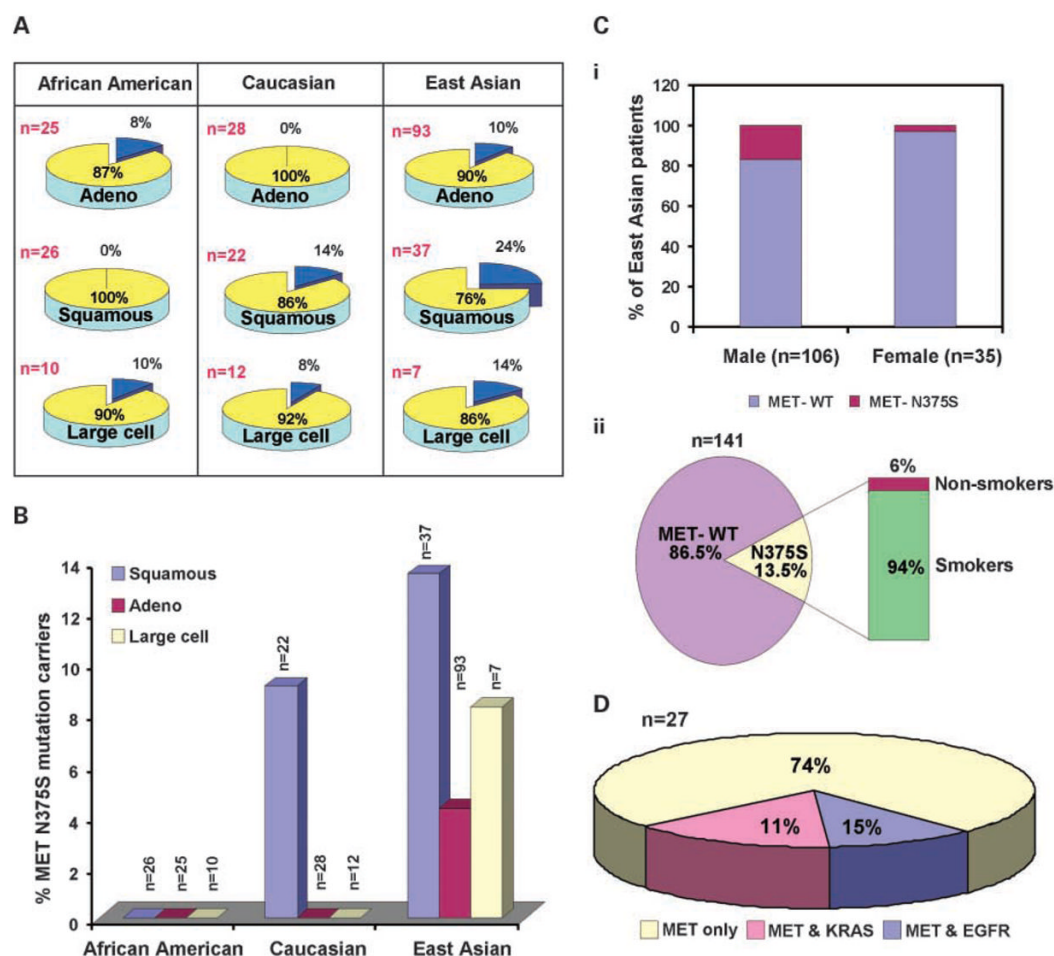 A
African American Caucasian East Asian
n=25 8% n=28 0% n=93 10%
87% 100% 90%
Adeno Adeno Adeno
n=26 0% n=22 14% n=37 24%
100% 86% 76%
Squamous Squamous Squamous
n=10 10% n=12 8% n=7 14%
90% 92% 86%
Large cell Large cell Large cell
B
% MET N375S mutation carriers
14
12
10
8
6
4
2
0
Squamous
Adeno
Large cell
n=26 n=25 n=10
n=22 n=28 n=12
n=37 n=93 n=7
African American Caucasian East Asian
C
i
% of East Asian patients
120
100
80
60
40
20
0
Male (n=106) Female (n=35)
MET- WT MET- N375S
ii
n=141
MET- WT
86.5%
N375S
13.5%
6%
Non-smokers
94% Smokers
D
n=27
74%
11% 15%
MET only MET & KRAS MET & EGFR